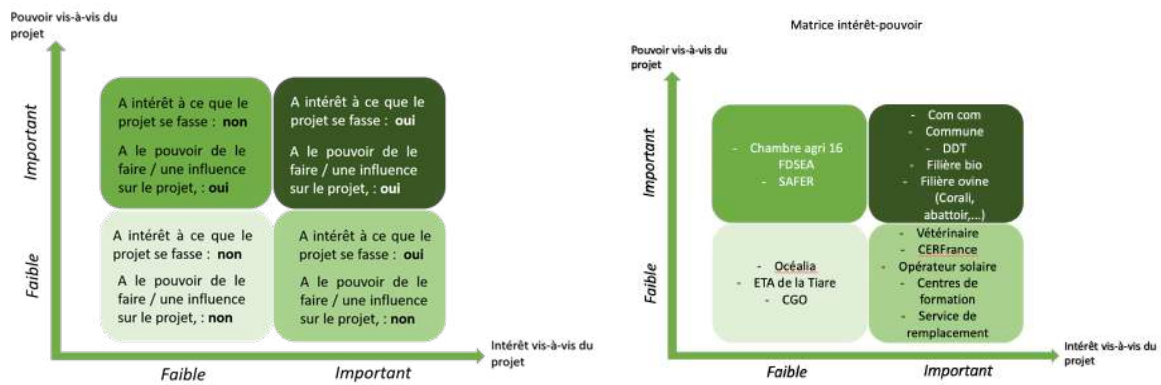 Pouvoir vis-à-vis du
projet
Important
Faible
A intérêt à ce que le
projet se fasse : non
A le pouvoir de le
faire / une influence
sur le projet, : oui
A intérêt à ce que le
projet se fasse : oui
A le pouvoir de le
faire / une influence
sur le projet, : oui
A intérêt à ce que le
projet se fasse : non
A le pouvoir de le
faire / une influence
sur le projet, : non
A intérêt à ce que le
projet se fasse : oui
A le pouvoir de le
faire / une influence
sur le projet, : non
Faible
Important
Intérêt vis-à-vis du
projet
Matrice intérêt-pouvoir
Pouvoir vis-à-vis du
projet
Important
Faible
- Chambre agri 16
FDSEA
- SAFER
- Com com
- Commune
- DDT
- Filière bio
- Filière ovine
(Corali,
abattoir,...)
- Océalia
- ETA de la Tiare
- CGO
- Vétérinaire
- CERFrance
- Opérateur solaire
- Centres de
formation
- Service de
remplacement
Faible
Important
Intérêt vis-à-vis du
projet